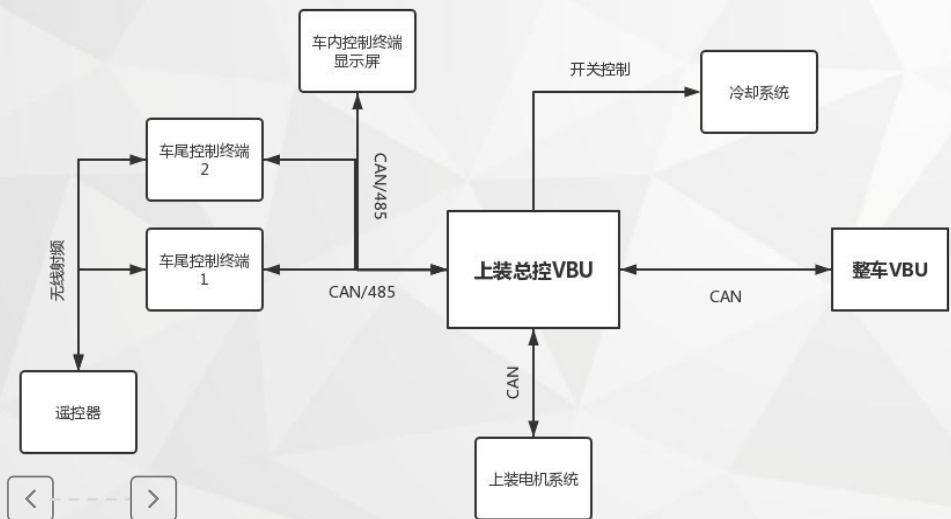 车内控制终端
显示屏
开关控制
冷却系统
车尾控制终端
2
CAN/485
无线射频
车尾控制终端
1
CAN/485
上装总控VBU
CAN
整车VBU
CAN
遥控器
上装电机系统